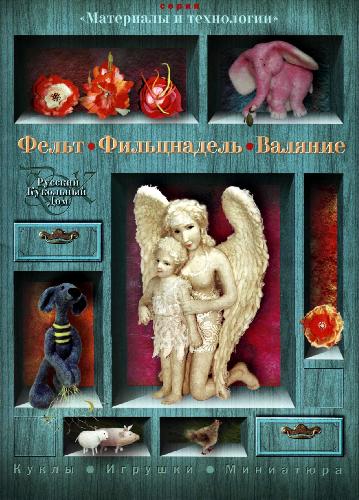 серия
«Материалы и технологии»
Фельт • Фильцнадель • Валяние
Русский
Кукольный
Дом
Куклы • Игрушки • Миниатюра